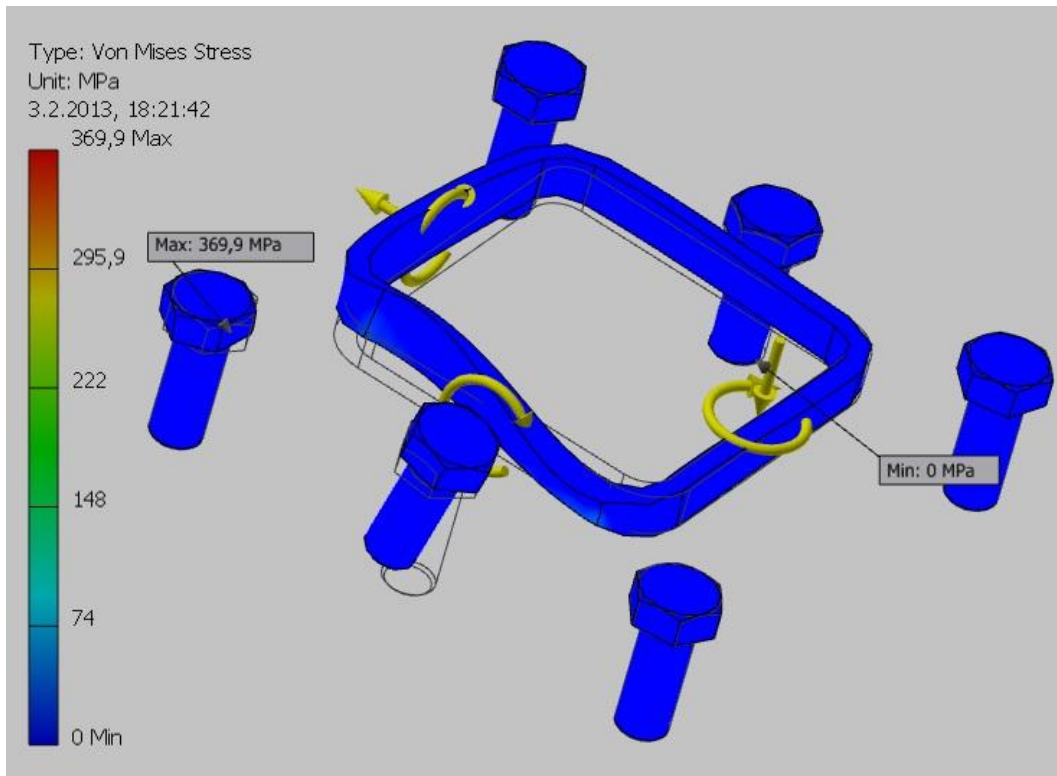 Type: Von Mises Stress
Unit: MPa
3.2.2013, 18:21:42
369,9 Max
Max: 369,9 MPa
295,9
222
Min: 0 MPa
148
74
0 Min